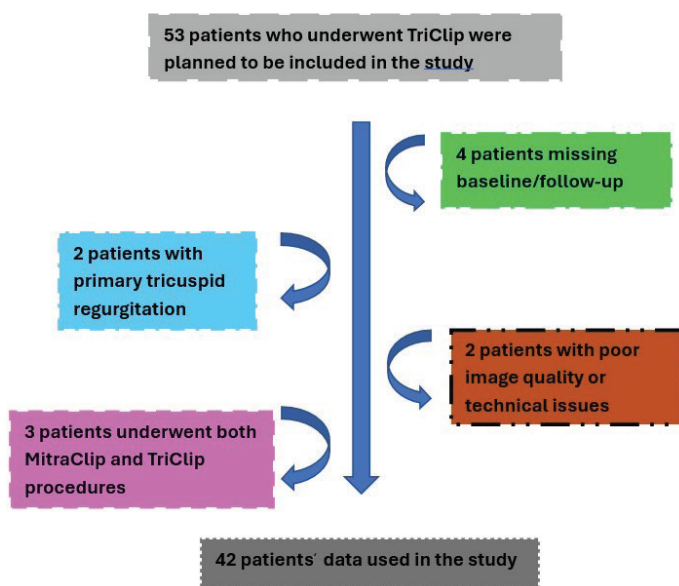 53 patients who underwent TriClip were
planned to be included in the study
4 patients missing
baseline/follow-up
2 patients with
primary tricuspid
regurgitation
2 patients with poor
image quality or
technical issues
3 patients underwent both
MitraClip and TriClip
procedures
42 patients´ data used in the study